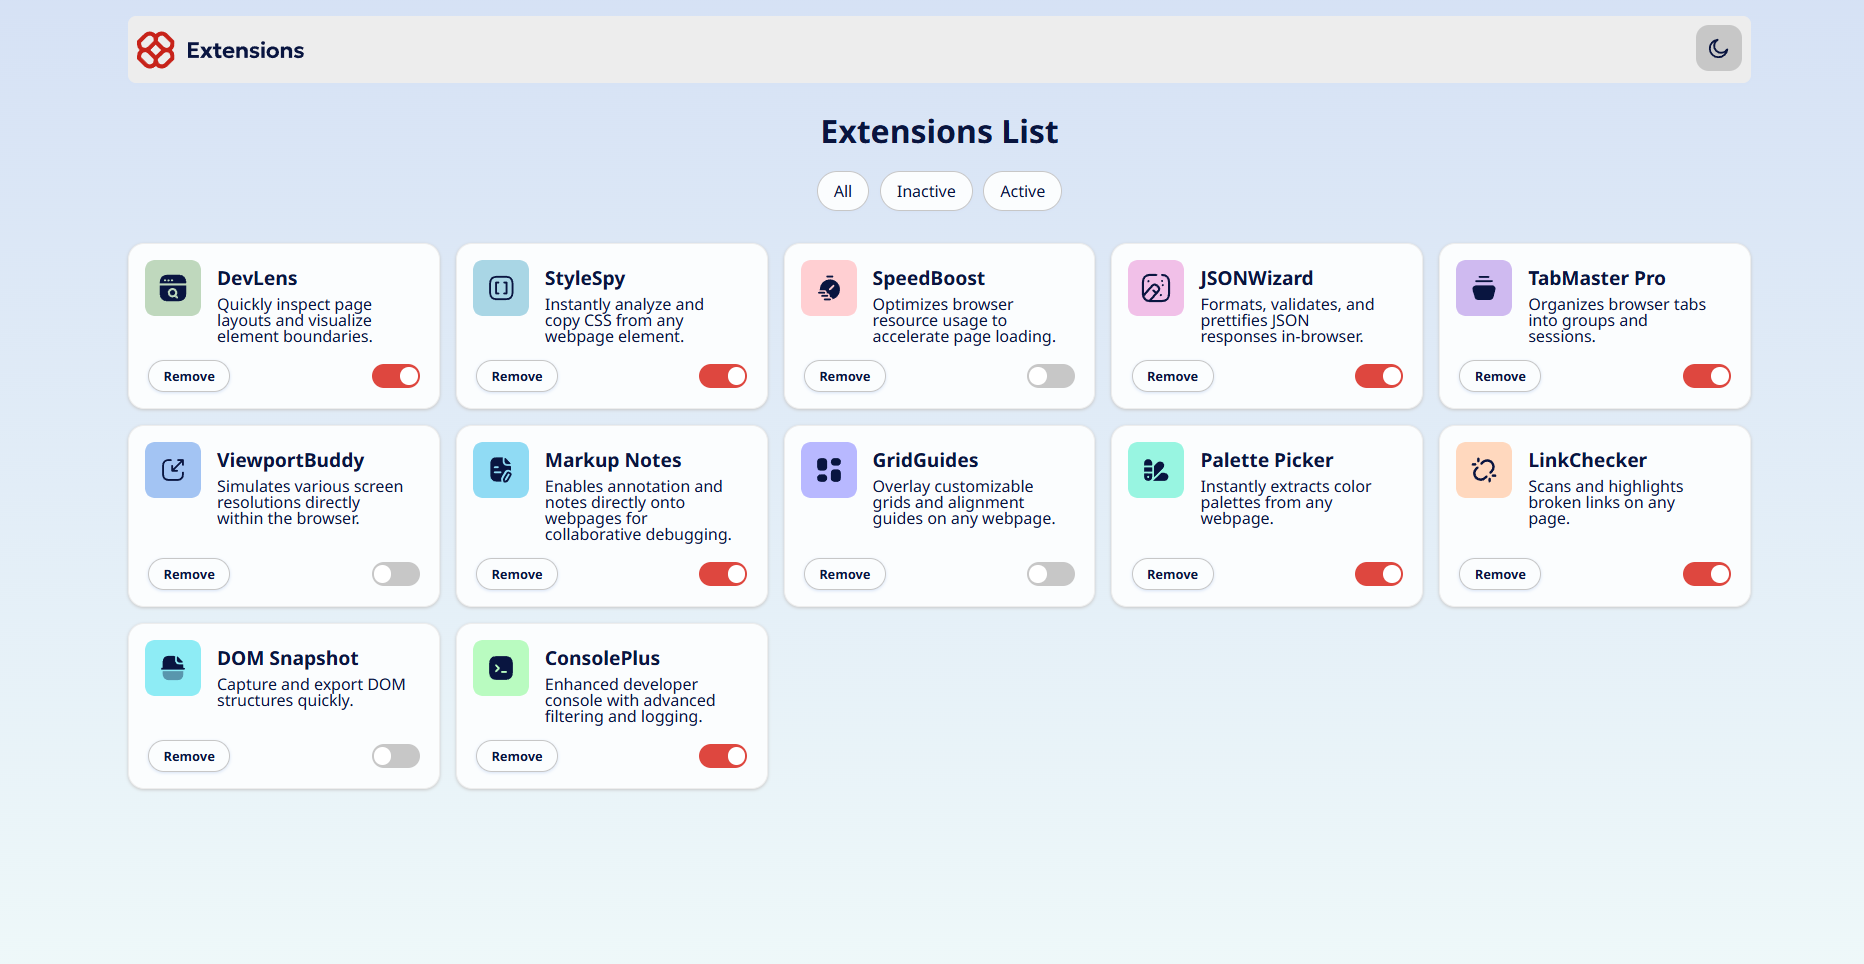 Extensions
Extensions List
All
Inactive
Active
DevLens
Quickly inspect page
layouts and visualize
element boundaries.
Remove
StyleSpy
Instantly analyze and
copy CSS from any
webpage element.
Remove
SpeedBoost
Optimizes browser
resource usage to
accelerate page loading.
Remove
JSONWizard
Formats, validates, and
prettifies JSON
responses in-browser.
Remove
TabMaster Pro
Organizes browser tabs
into groups and
sessions.
Remove
ViewportBuddy
Simulates various screen
resolutions directly
within the browser.
Remove
Markup Notes
Enables annotation and
notes directly onto
webpages for
collaborative debugging.
Remove
GridGuides
Overlay customizable
grids and alignment
guides on any webpage.
Remove
Palette Picker
Instantly extracts color
palettes from any
webpage.
Remove
LinkChecker
Scans and highlights
broken links on any
page.
Remove
DOM Snapshot
Capture and export DOM
structures quickly.
Remove
ConsolePlus
Enhanced developer
console with advanced
filtering and logging.
Remove